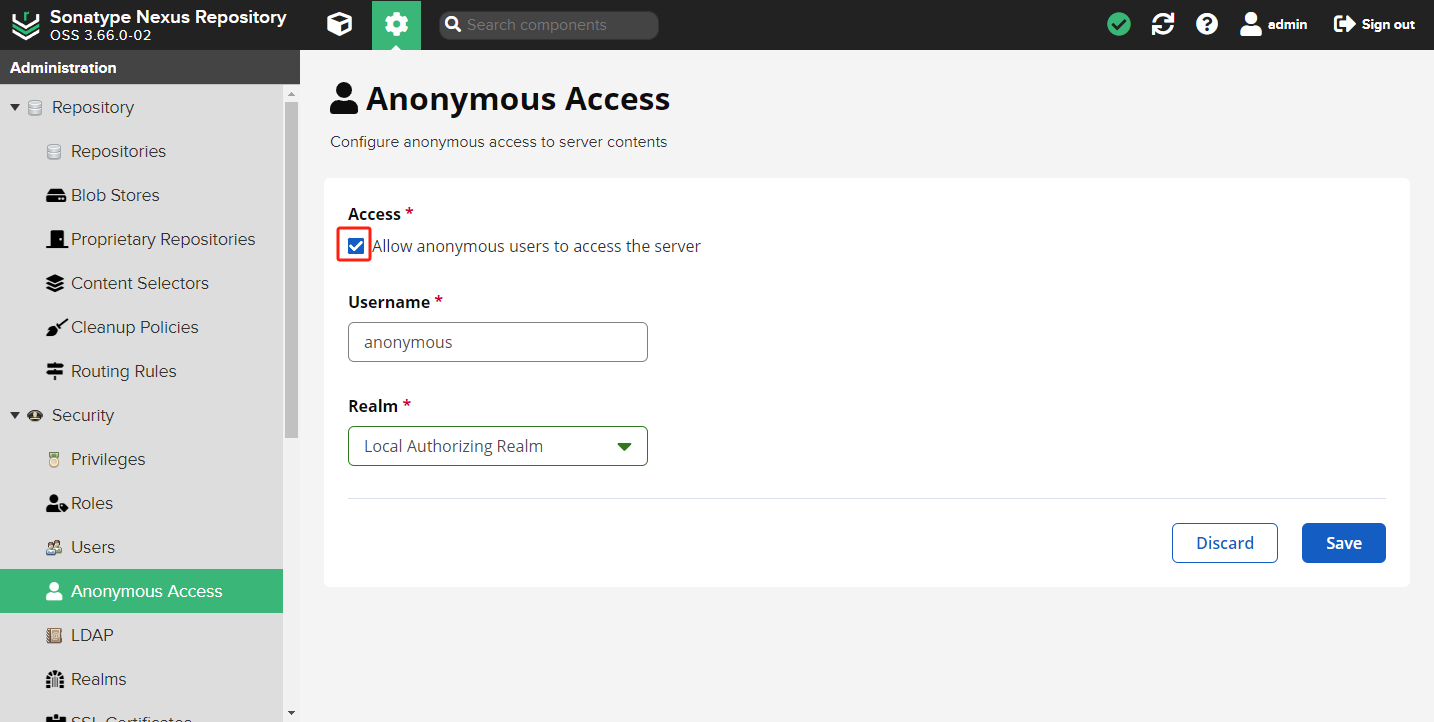 Sonatype Nexus Repository
OSS 3.66.0-02
Search components
admin
Sign out
Administration
Repository
Repositories
Blob Stores
Proprietary Repositories
Content Selectors
Cleanup Policies
Routing Rules
Security
Privileges
Roles
Users
Anonymous Access
LDAP
Realms
SSL Certificates
Anonymous Access
Configure anonymous access to server contents
Access *
Allow anonymous users to access the server
Username *
anonymous
Realm *
Local Authorizing Realm
Discard
Save